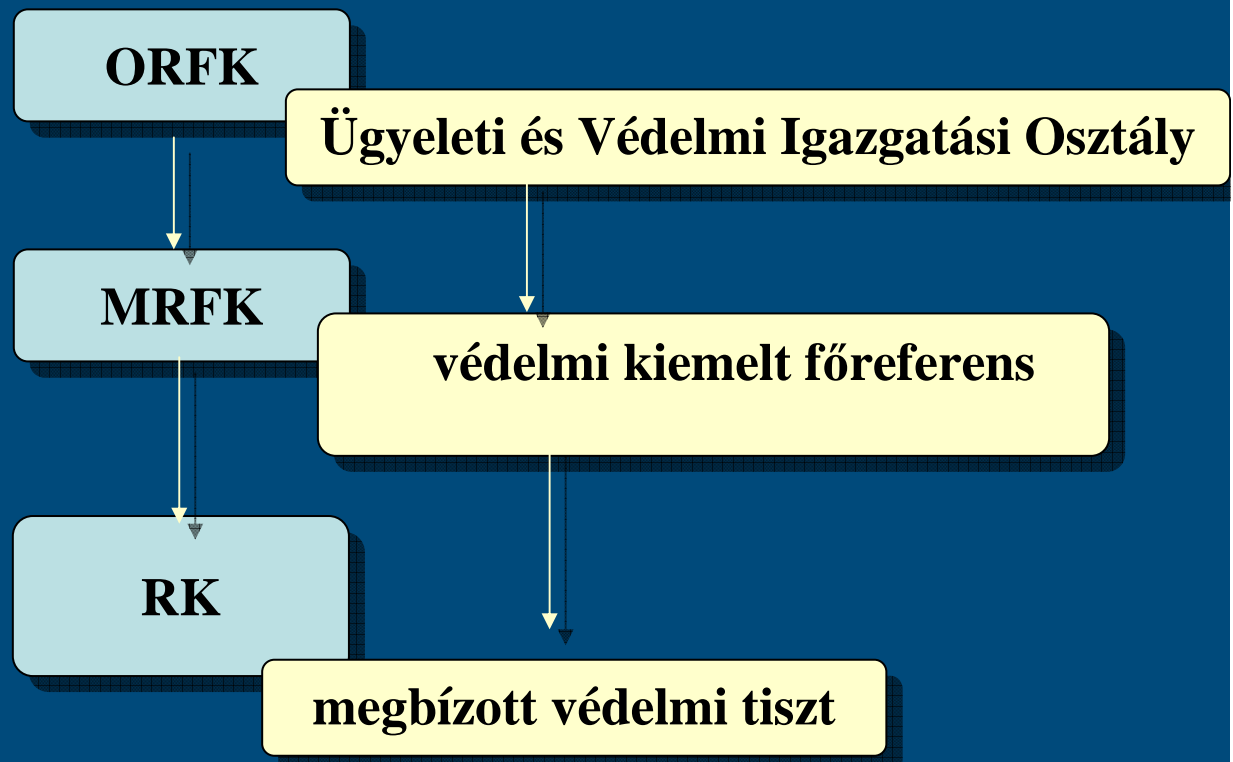 ORFK
Ügyeleti és Védelmi Igazgatási Osztály
MRFK
védelmi kiemelt főreferens
RK
megbízott védelmi tiszt